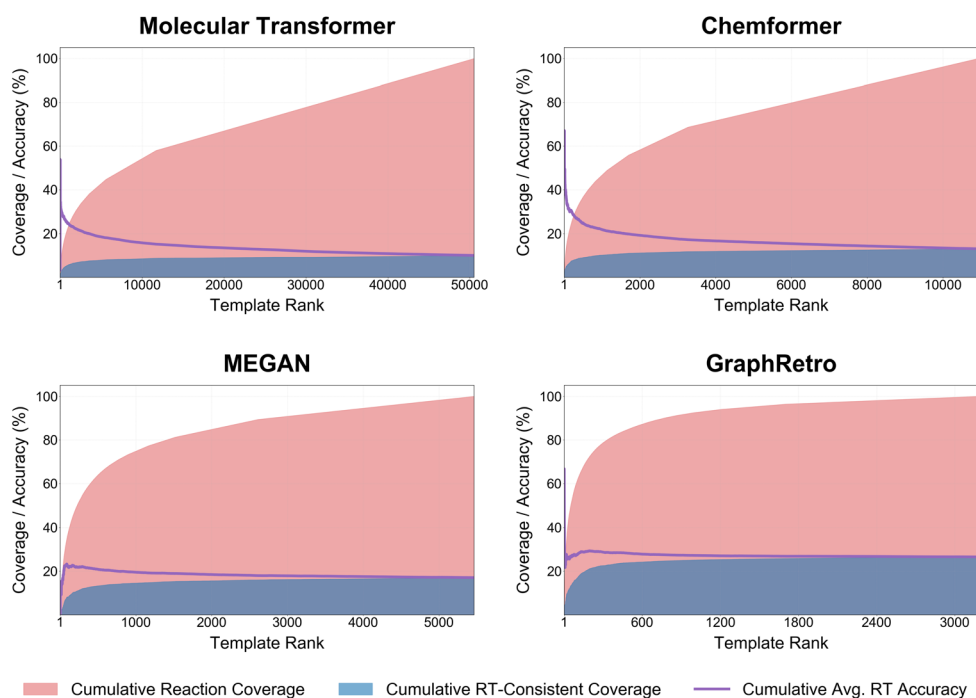 Molecular Transformer
Chemformer
Coverage / Accuracy (%)
100
80
60
40
20
1 10000 20000 30000 40000 50000
Template Rank
Coverage / Accuracy (%)
100
80
60
40
20
1 2000 4000 6000 8000 10000
Template Rank
MEGAN
GraphRetro
Coverage / Accuracy (%)
100
80
60
40
20
1 1000 2000 3000 4000 5000
Template Rank
Coverage / Accuracy (%)
100
80
60
40
20
1 600 1200 1800 2400 3000
Template Rank
Cumulative Reaction Coverage Cumulative RT-Consistent Coverage Cumulative Avg. RT Accuracy